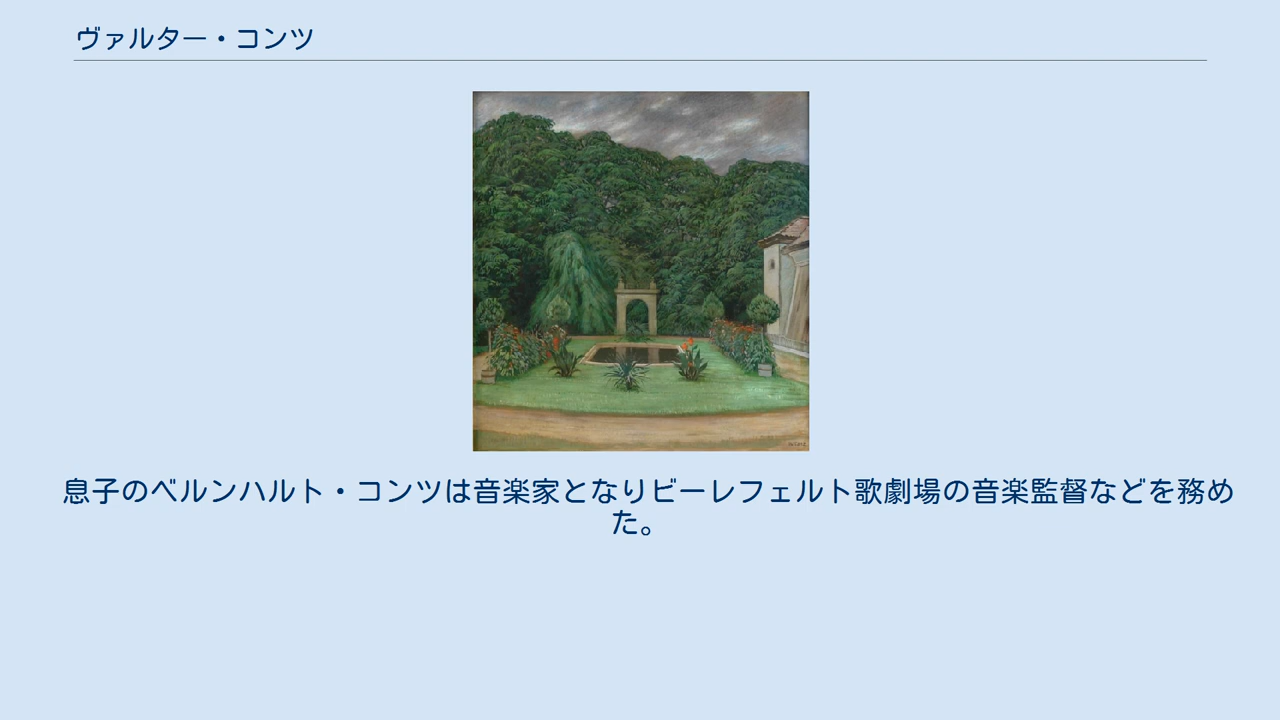 ヴァルター・コンツ
息子のベルンハルト・コンツは音楽家となりビーレフェルト歌劇場の音楽監督などを務め
た。